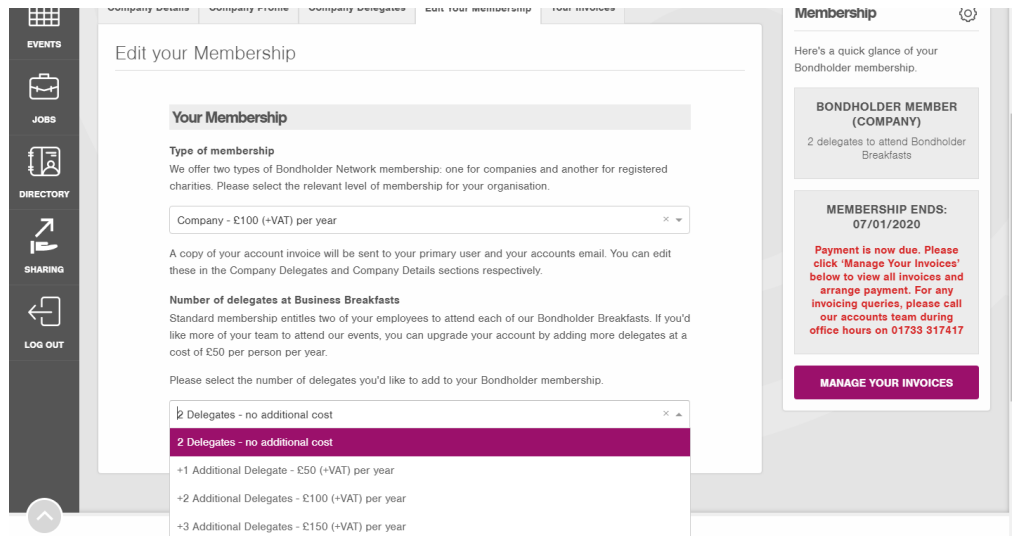 Company Details Company Profile Company Delegates Edit Your Membership Your Invoices
EVENTS
JOBS
DIRECTORY
SHARING
LOG OUT
Edit your Membership
Your Membership
Type of membership
We offer two types of Bondholder Network membership: one for companies and another for registered
charities. Please select the relevant level of membership for your organisation.
Company - £100 (+VAT) per year ×
A copy of your account invoice will be sent to your primary user and your accounts email. You can edit
these in the Company Delegates and Company Details sections respectively.
Number of delegates at Business Breakfasts
Standard membership entitles two of your employees to attend each of our Bondholder Breakfasts. If you'd
like more of your team to attend our events, you can upgrade your account by adding more delegates at a
cost of £50 per person per year.
Please select the number of delegates you'd like to add to your Bondholder membership.
2 Delegates - no additional cost ×
2 Delegates - no additional cost
+1 Additional Delegate - £50 (+VAT) per year
+2 Additional Delegates - £100 (+VAT) per year
+3 Additional Delegates - £150 (+VAT) per year
Membership
Here's a quick glance of your
Bondholder membership.
BONDHOLDER MEMBER
(COMPANY)
2 delegates to attend Bondholder
Breakfasts
MEMBERSHIP ENDS:
07/01/2020
Payment is now due. Please
click ‘Manage Your Invoices’
below to view all invoices and
arrange payment. For any
invoicing queries, please call
our accounts team during
office hours on 01733 317417
MANAGE YOUR INVOICES